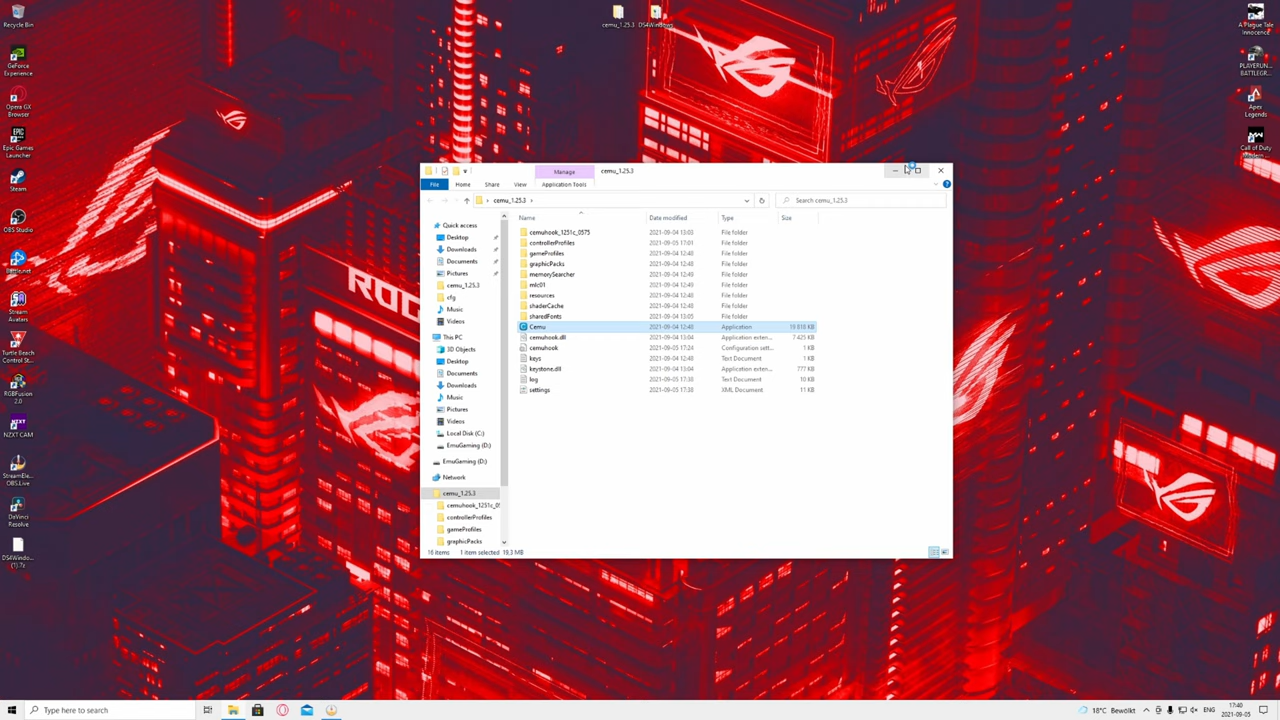 Recycle Bin
GeForce
Experience
Opera GX
Browser
Epic Games
Launcher
Steam
OBS Studio
Battle.net
Stream
Avatars
Turtle Beach
Control St...
RGBFusion
2.0
NZXT CAM
StreamEle...
OBS.Live
DaVinci
Resolve
DS4Windo...
(1).7z
cemu_1.25.3
DS4Windows
A Plague Tale
Innocence
PLAYERUN...
BATTLEGR...
Apex
Legends
Call of Duty
Modern ...
Manage
cemu_1.25.3
File
Home
Share
View
Application Tools
cemu_1.25.3
Search cemu_1.25.3
Name
Date modified
Type
Size
Quick access
Desktop
Downloads
Documents
Pictures
cemu_1.25.3
cfg
Music
Videos
This PC
3D Objects
Desktop
Documents
Downloads
Music
Pictures
Videos
Local Disk (C:)
EmuGaming (D:)
EmuGaming (D:)
Network
cemu_1.25.3
cemuhook_1251c_0
controllerProfiles
gameProfiles
graphicPacks
cemuhook_1251c_0575 2021-09-04 13:03 File folder
controllerProfiles 2021-09-05 17:01 File folder
gameProfiles 2021-09-04 12:48 File folder
graphicPacks 2021-09-04 12:48 File folder
memorySearcher 2021-09-04 12:49 File folder
mlc01 2021-09-04 12:49 File folder
resources 2021-09-04 12:48 File folder
shaderCache 2021-09-04 12:48 File folder
sharedFonts 2021-09-04 13:05 File folder
Cemu 2021-09-04 12:48 Application 19 818 KB
cemuhook.dll 2021-09-04 13:04 Application exten... 7 425 KB
cemuhook 2021-09-05 17:24 Configuration sett... 1 KB
keys 2021-09-04 12:48 Text Document 1 KB
keystone.dll 2021-09-04 13:04 Application exten... 777 KB
log 2021-09-05 17:38 Text Document 10 KB
settings 2021-09-05 17:38 XML Document 11 KB
16 items
1 item selected 19,3 MB
ROG
Type here to search
18°C Bewölkt
ENG
17:40
2021-09-05